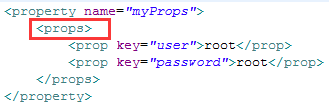 <property name="myProps">
<props>
<prop key="user">root</prop>
<prop key="password">root</prop>
</props>
</property>